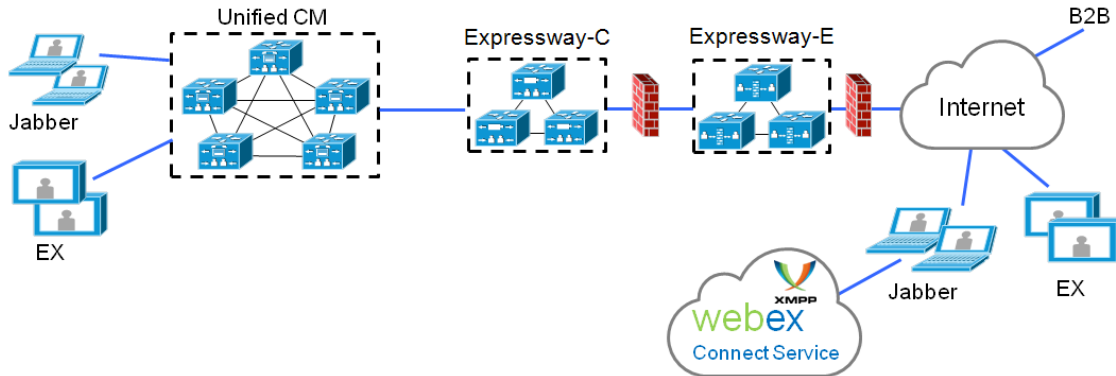 Unified CM
Expressway-C
Expressway-E
B2B
Jabber
Internet
EX
XMPP
webex
Connect Service
Jabber
EX